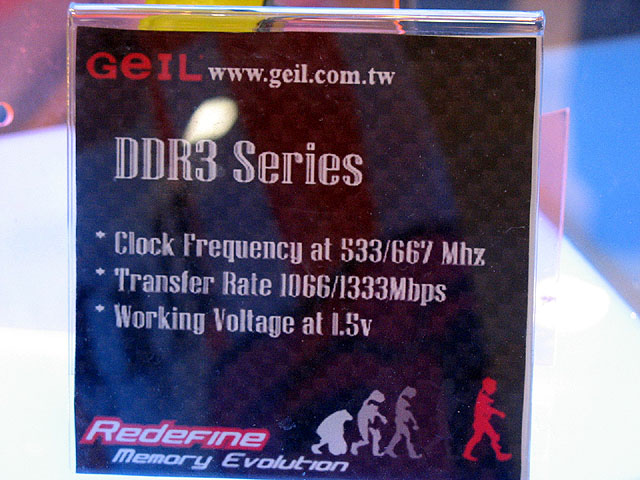 GEIL www.geil.com.tw
DDR3 Series
* Clock Frequency at 533/667 Mhz
* Transfer Rate 1066/1333Mbps
* Working Voltage at 1.5v
Redefine
Memory Evolution